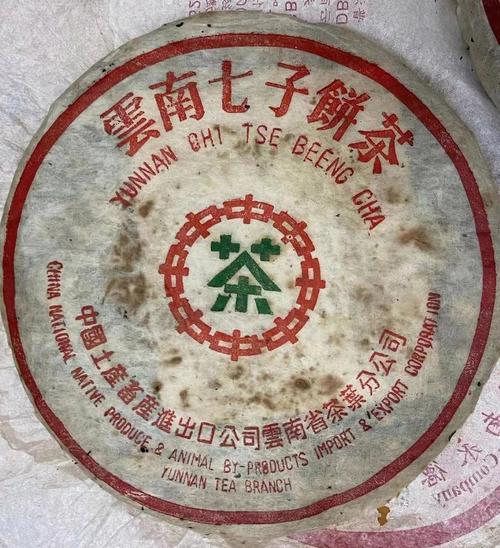 雲南七子餅茶
YUNNAN CHI TSE BEENG CHA
茶
中國土產畜產進出口公司雲南省茶葉分公司
CHINA NATIONAL NATIVE PRODUCE & ANIMAL BY-PRODUCTS IMPORT & EXPORT CORPORATION
YUNNAN TEA BRANCH
Company